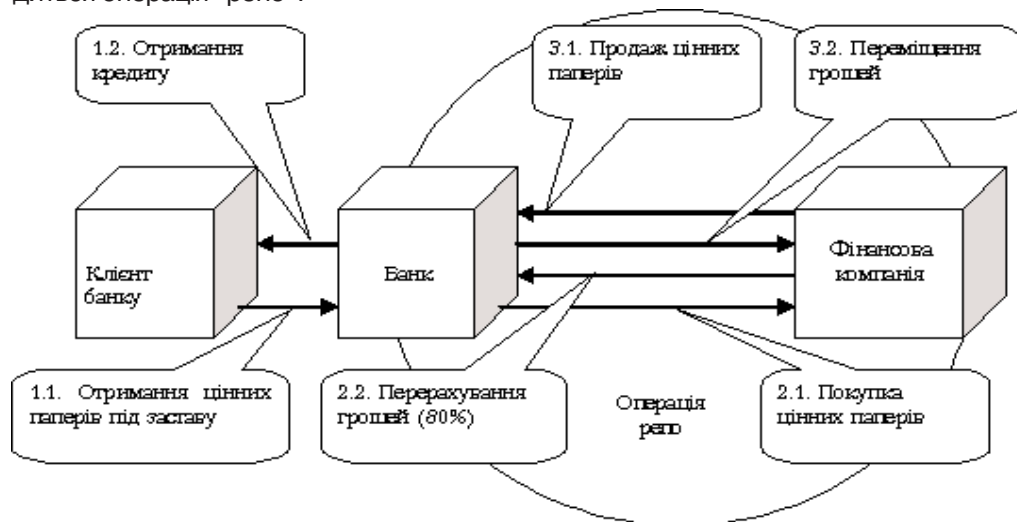 диться операція "репо".
1.2. Отримання
кредиту
3.1. Продаж цінних
паперів
3.2. Переміщення
грошей
Клієнт
банку
Банк
Фінансова
компанія
1.1. Отримання цінних
паперів під заставу
2.2. Перерахування
грошей (80%)
Операція
репо
2.1. Покупка
цінних паперів